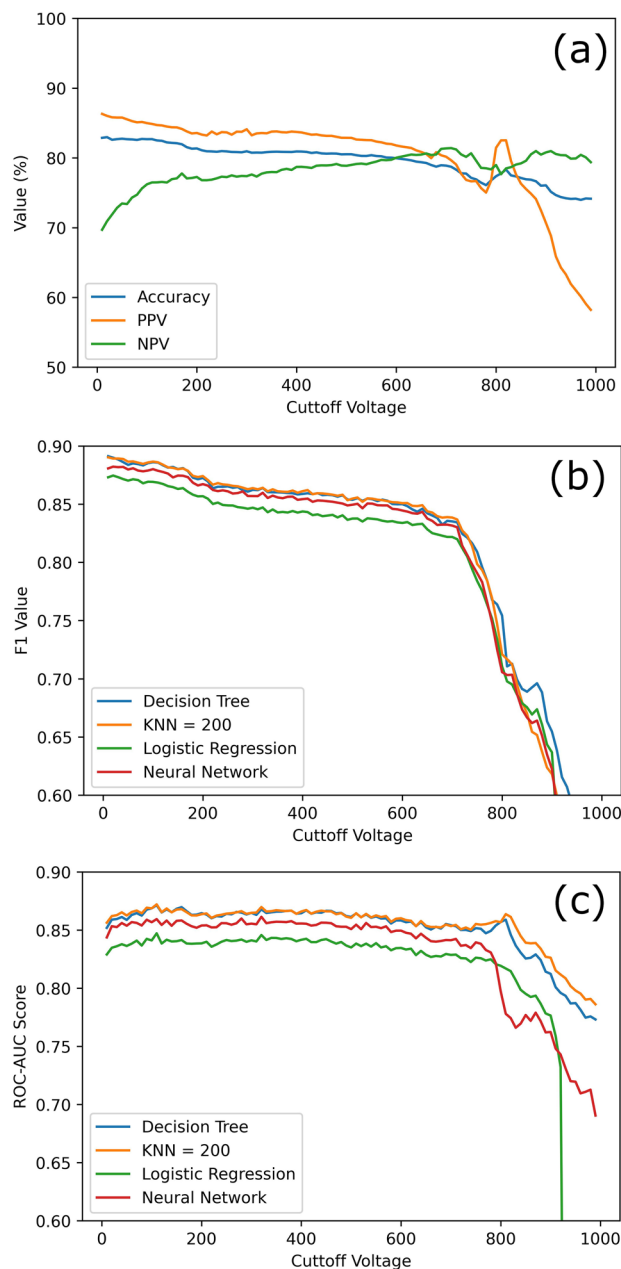 100
(a)
90
80
Value (%)
70
60
50
Accuracy
PPV
NPV
0 200 400 600 800 1000
Cuttoff Voltage
0.90
(b)
0.85
0.80
F1 Value
0.75
0.70
0.65
0.60
Decision Tree
KNN = 200
Logistic Regression
Neural Network
0 200 400 600 800 1000
Cuttoff Voltage
0.90
(c)
0.85
0.80
ROC-AUC Score
0.75
0.70
0.65
0.60
Decision Tree
KNN = 200
Logistic Regression
Neural Network
0 200 400 600 800 1000
Cuttoff Voltage